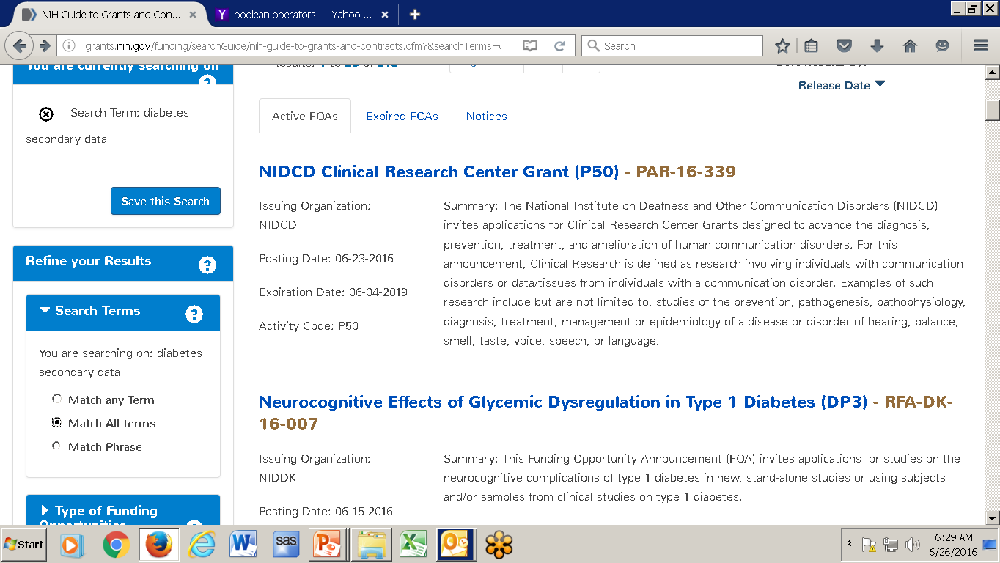 NIH Guide to Grants and Con...
boolean operators - - Yahoo ...
grants.nih.gov/funding/searchGuide/nih-guide-to-grants-and-contracts.cfm?&searchTerms=
Search
You are currently searching on
Release Date
Search Term: diabetes
secondary data
Save this Search
Active FOAs
Expired FOAs
Notices
NIDCD Clinical Research Center Grant (P50) - PAR-16-339
Issuing Organization:
NIDCD
Posting Date: 06-23-2016
Expiration Date: 06-04-2019
Activity Code: P50
Summary: The National Institute on Deafness and Other Communication Disorders (NIDCD)
invites applications for Clinical Research Center Grants designed to advance the diagnosis,
prevention, treatment, and amelioration of human communication disorders. For this
announcement, Clinical Research is defined as research involving individuals with communication
disorders or data/tissues from individuals with a communication disorder. Examples of such
research include but are not limited to, studies of the prevention, pathogenesis, pathophysiology,
diagnosis, treatment, management or epidemiology of a disease or disorder of hearing, balance,
smell, taste, voice, speech, or language.
Refine your Results
?
Search Terms
?
You are searching on: diabetes
secondary data
Match any Term
Match All terms
Match Phrase
Type of Funding
Opportunities
Neurocognitive Effects of Glycemic Dysregulation in Type 1 Diabetes (DP3) - RFA-DK-
16-007
Issuing Organization:
NIDDK
Posting Date: 06-15-2016
Summary: This Funding Opportunity Announcement (FOA) invites applications for studies on the
neurocognitive complications of type 1 diabetes in new, stand-alone studies or using subjects
and/or samples from clinical studies on type 1 diabetes.
Start
sas
6:29 AM
6/26/2016